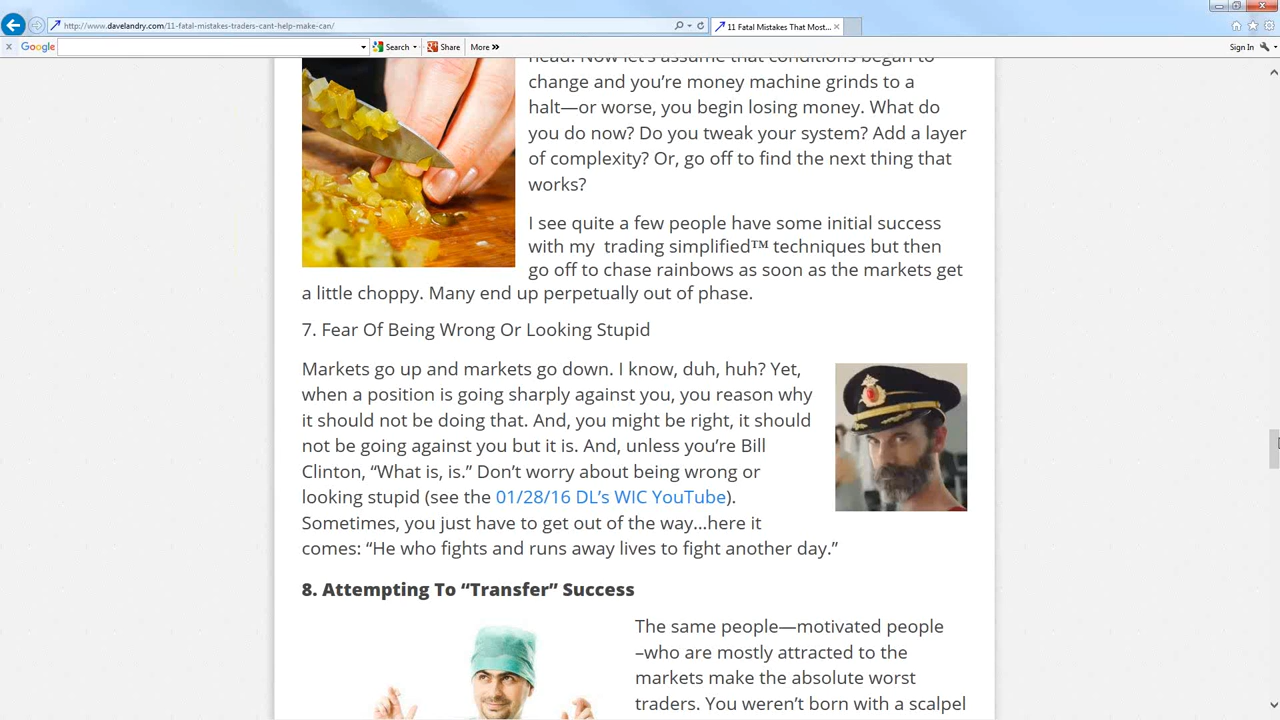 http://www.davelandry.com/11-fatal-mistakes-traders-cant-help-make-can/
11 Fatal Mistakes That Most...
x Google Search Share More » Sign In
head. Now let's assume that conditions began to
change and you're money machine grinds to a
halt—or worse, you begin losing money. What do
you do now? Do you tweak your system? Add a layer
of complexity? Or, go off to find the next thing that
works?
I see quite a few people have some initial success
with my trading simplified™ techniques but then
go off to chase rainbows as soon as the markets get
a little choppy. Many end up perpetually out of phase.
7. Fear Of Being Wrong Or Looking Stupid
Markets go up and markets go down. I know, duh, huh? Yet,
when a position is going sharply against you, you reason why
it should not be doing that. And, you might be right, it should
not be going against you but it is. And, unless you're Bill
Clinton, “What is, is.” Don't worry about being wrong or
looking stupid (see the 01/28/16 DL's WIC YouTube).
Sometimes, you just have to get out of the way...here it
comes: “He who fights and runs away lives to fight another day.”
8. Attempting To “Transfer” Success
The same people—motivated people
–who are mostly attracted to the
markets make the absolute worst
traders. You weren't born with a scalpel